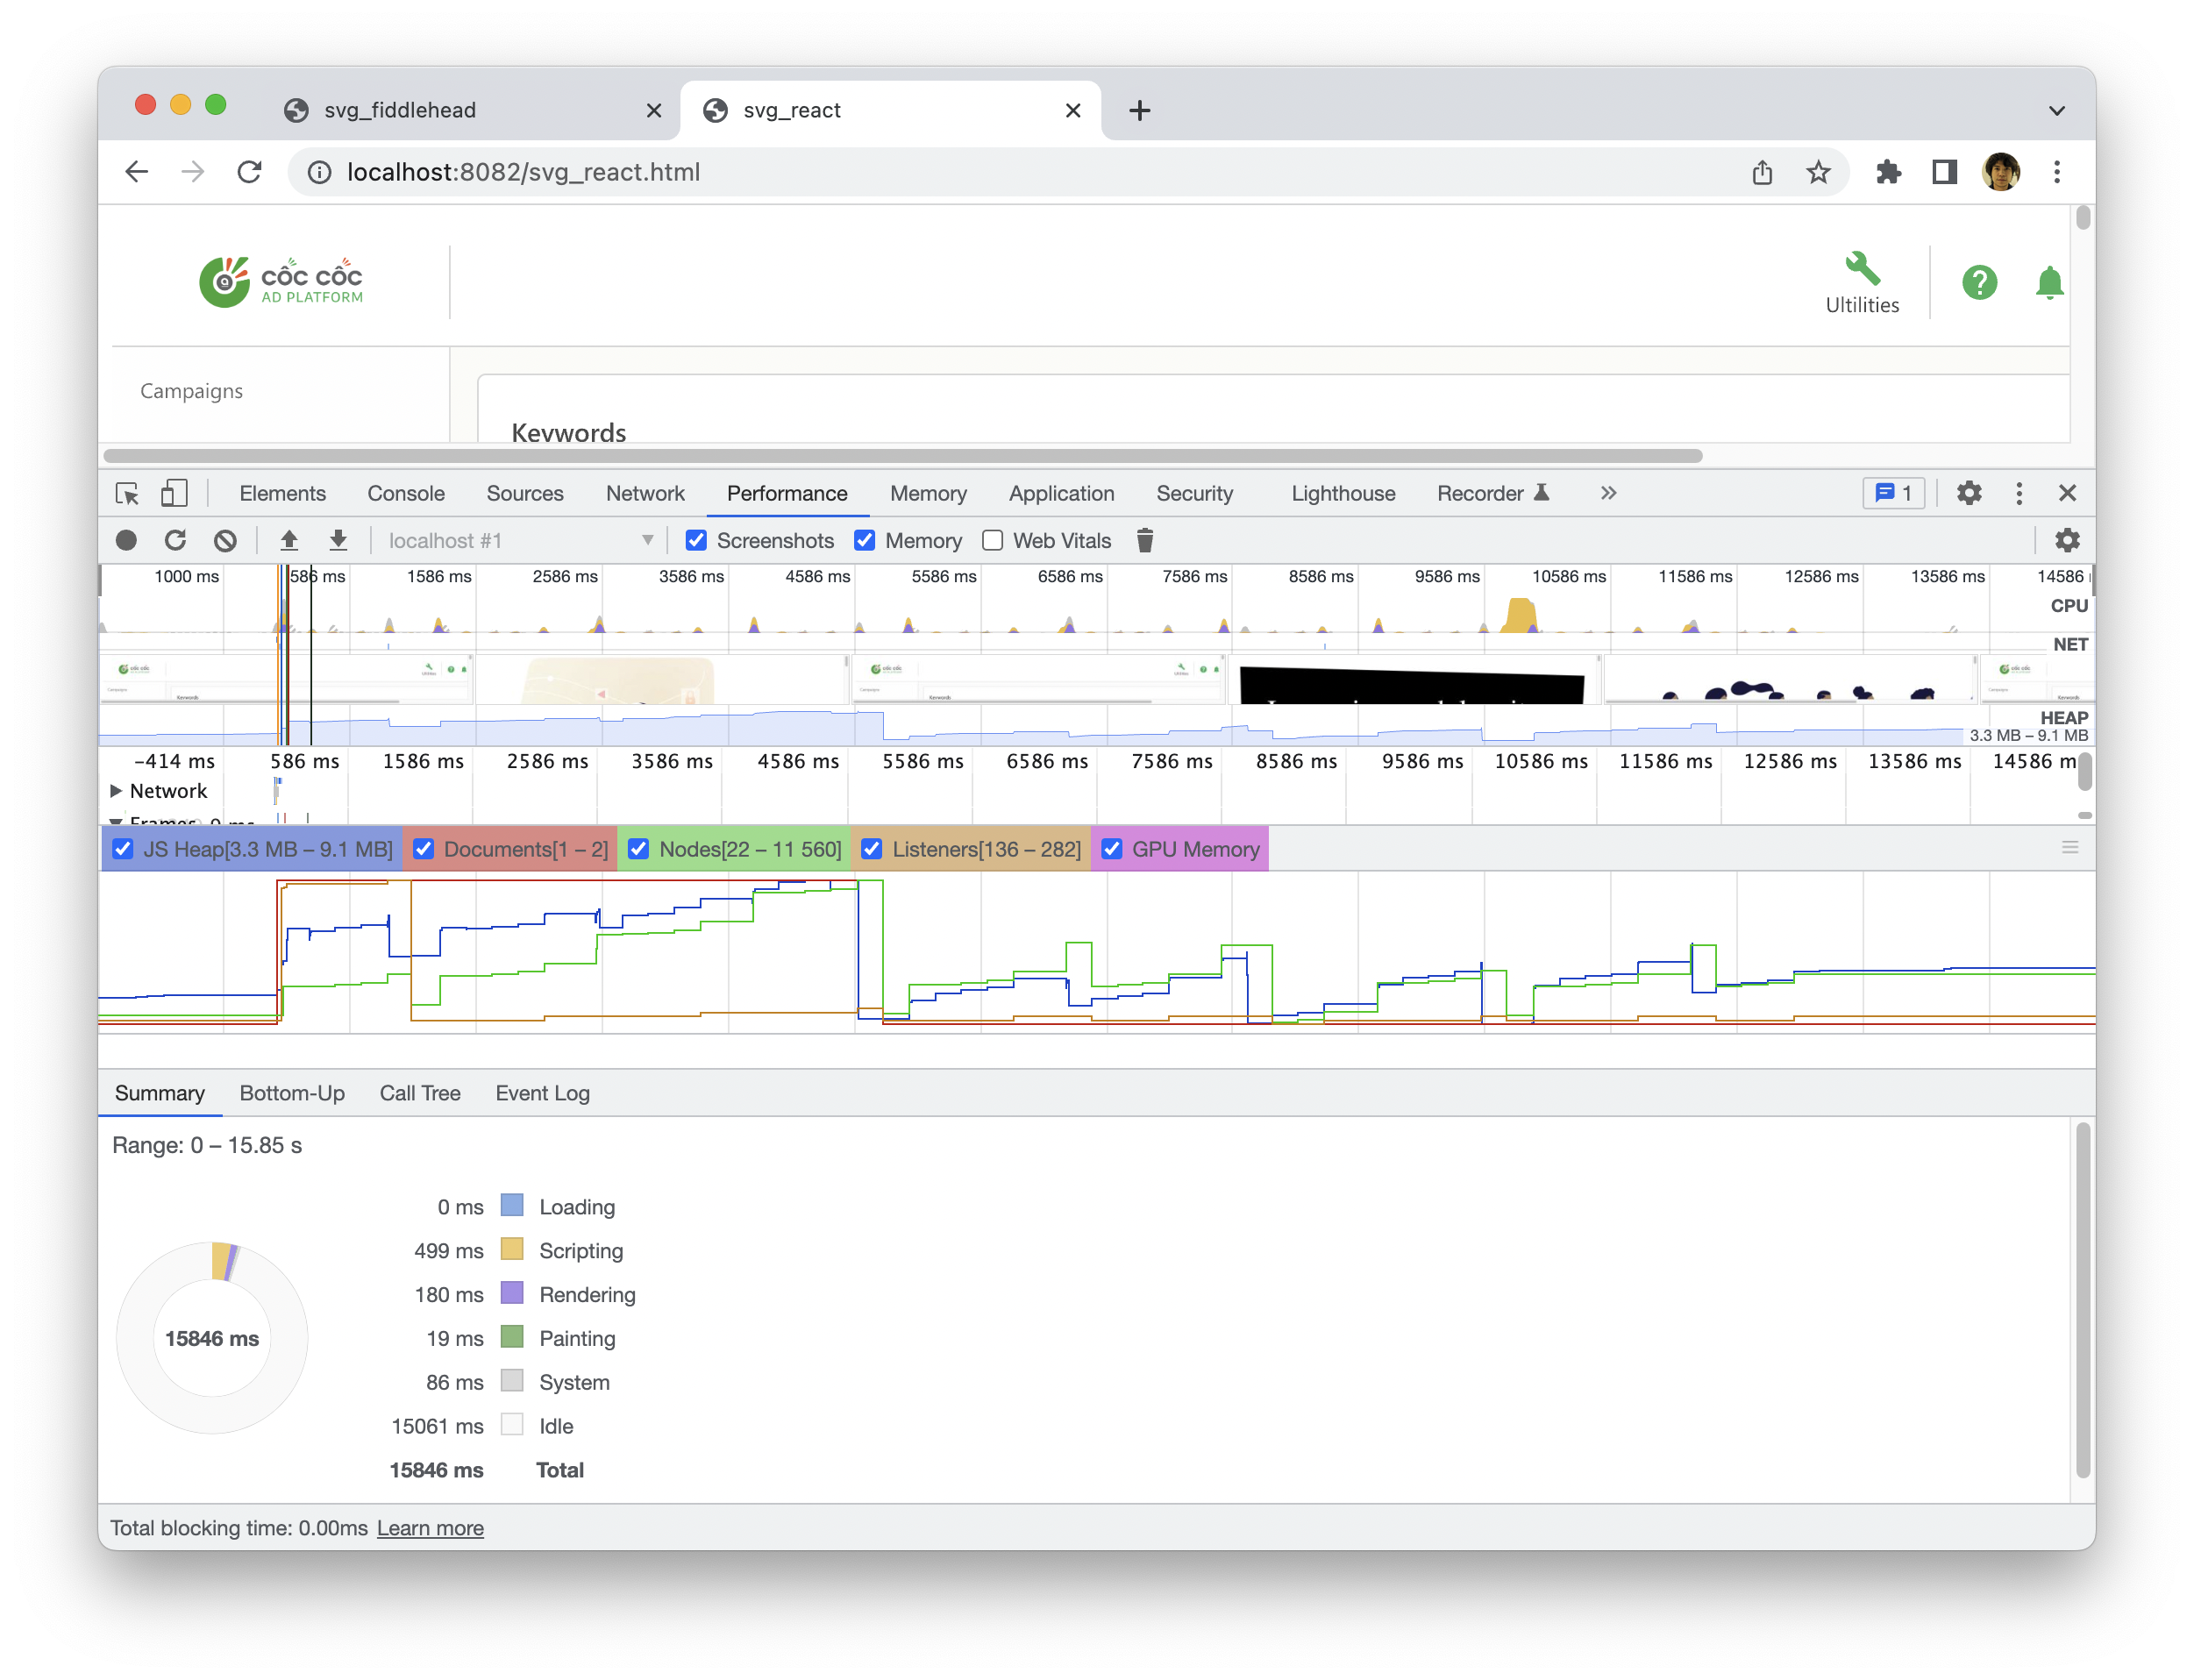 svg_fiddlehead
svg_react
localhost:8082/svg_react.html
CỐC CỐC
AD PLATFORM
Ultilities
Campaigns
Keywords
Elements Console Sources Network Performance Memory Application Security Lighthouse Recorder 1
localhost #1 Screenshots Memory Web Vitals
1000 ms 586 ms 1586 ms 2586 ms 3586 ms 4586 ms 5586 ms 6586 ms 7586 ms 8586 ms 9586 ms 10586 ms 11586 ms 12586 ms 13586 ms 14586
CPU
NET
HEAP
3.3 MB – 9.1 MB
-414 ms 586 ms 1586 ms 2586 ms 3586 ms 4586 ms 5586 ms 6586 ms 7586 ms 8586 ms 9586 ms 10586 ms 11586 ms 12586 ms 13586 ms 14586 m
Network
Frames
JS Heap[3.3 MB – 9.1 MB] Documents[1 – 2] Nodes[22 – 11 560] Listeners[136 – 282] GPU Memory
Summary Bottom-Up Call Tree Event Log
Range: 0 – 15.85 s
0 ms Loading
499 ms Scripting
180 ms Rendering
15846 ms
19 ms Painting
86 ms System
15061 ms Idle
15846 ms Total
Total blocking time: 0.00ms Learn more